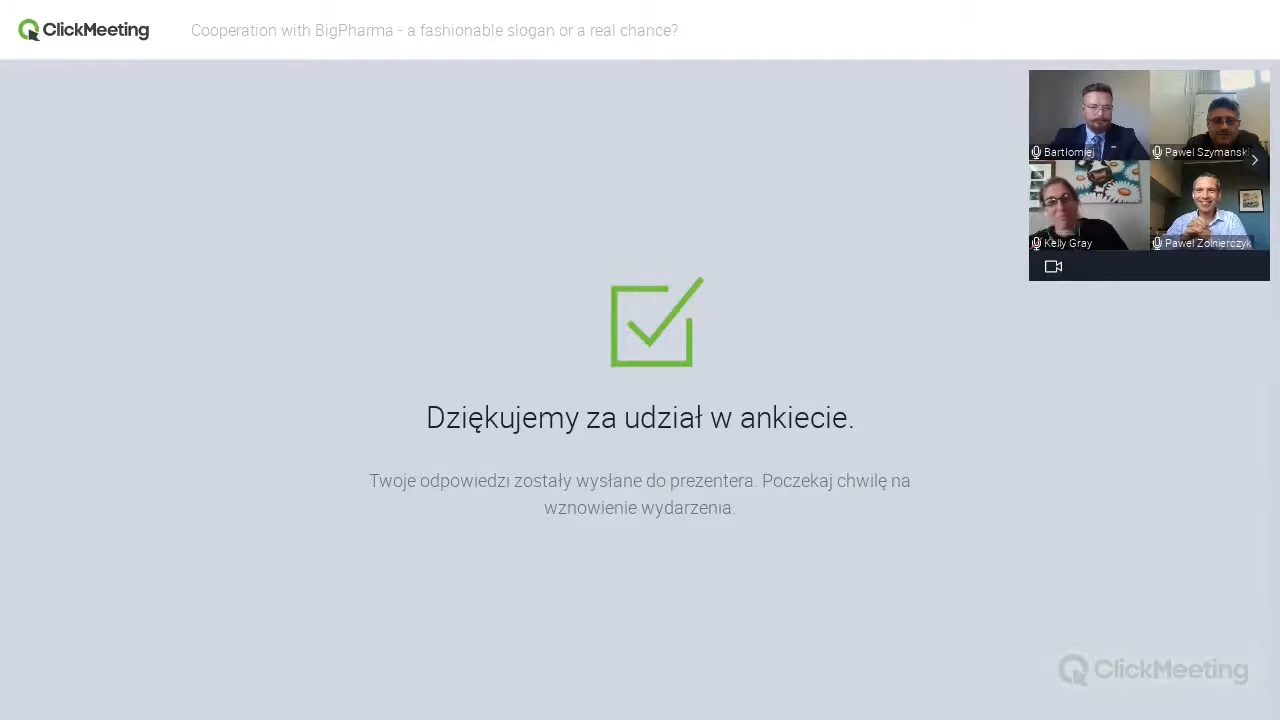 ClickMeeting
Cooperation with BigPharma - a fashionable slogan or a real chance?
Bartłomiej
Pawel Szymanski
Kelly Gray
Pawel Zolnierczyk
Dziękujemy za udział w ankiecie.
Twoje odpowiedzi zostały wysłane do prezentera. Poczekaj chwilę na
wznowienie wydarzenia.
ClickMeeting